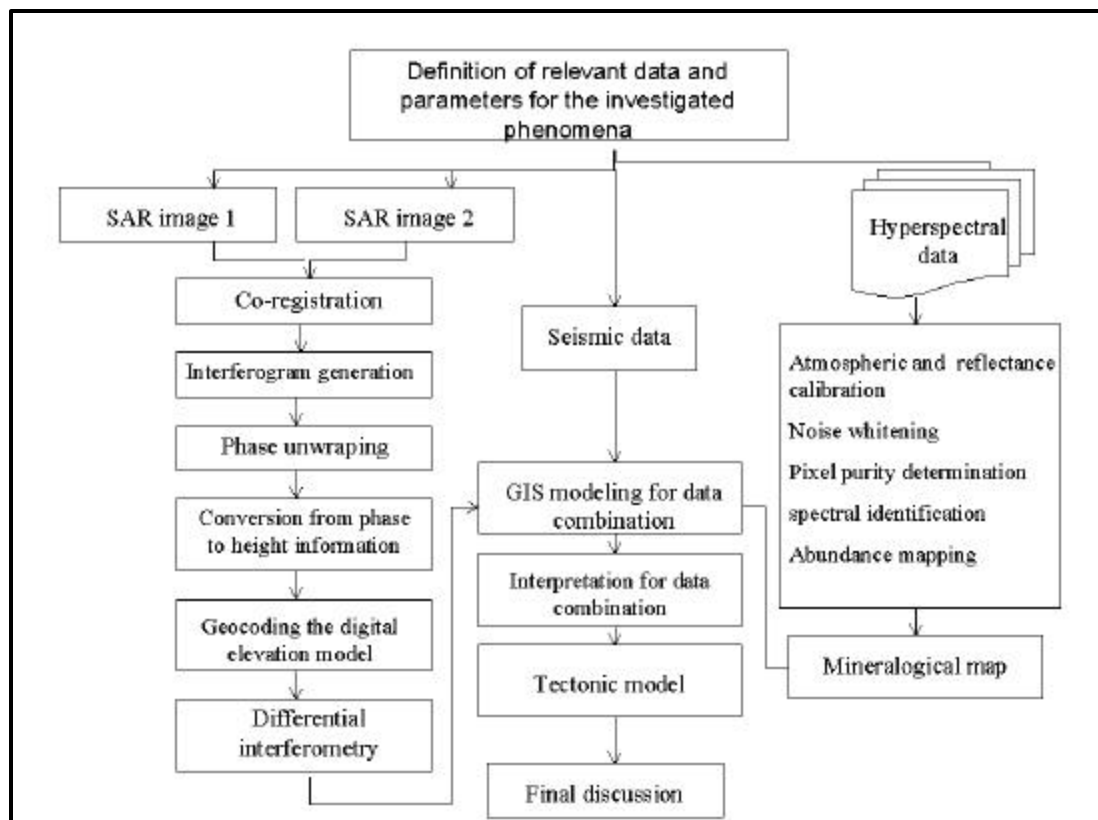 Definition of relevant data and
parameters for the investigated
phenomena
SAR image 1
SAR image 2
Hyperspectral
data
Co-registration
Interferogram generation
Phase unwraping
Conversion from phase
to height information
Geocoding the digital
elevation model
Differential
interferometry
Seismic data
GIS modeling for data
combination
Interpretation for data
combination
Tectonic model
Final discussion
Atmospheric and reflectance
calibration
Noise whitening
Pixel purity determination
spectral identification
Abundance mapping
Mineralogical map